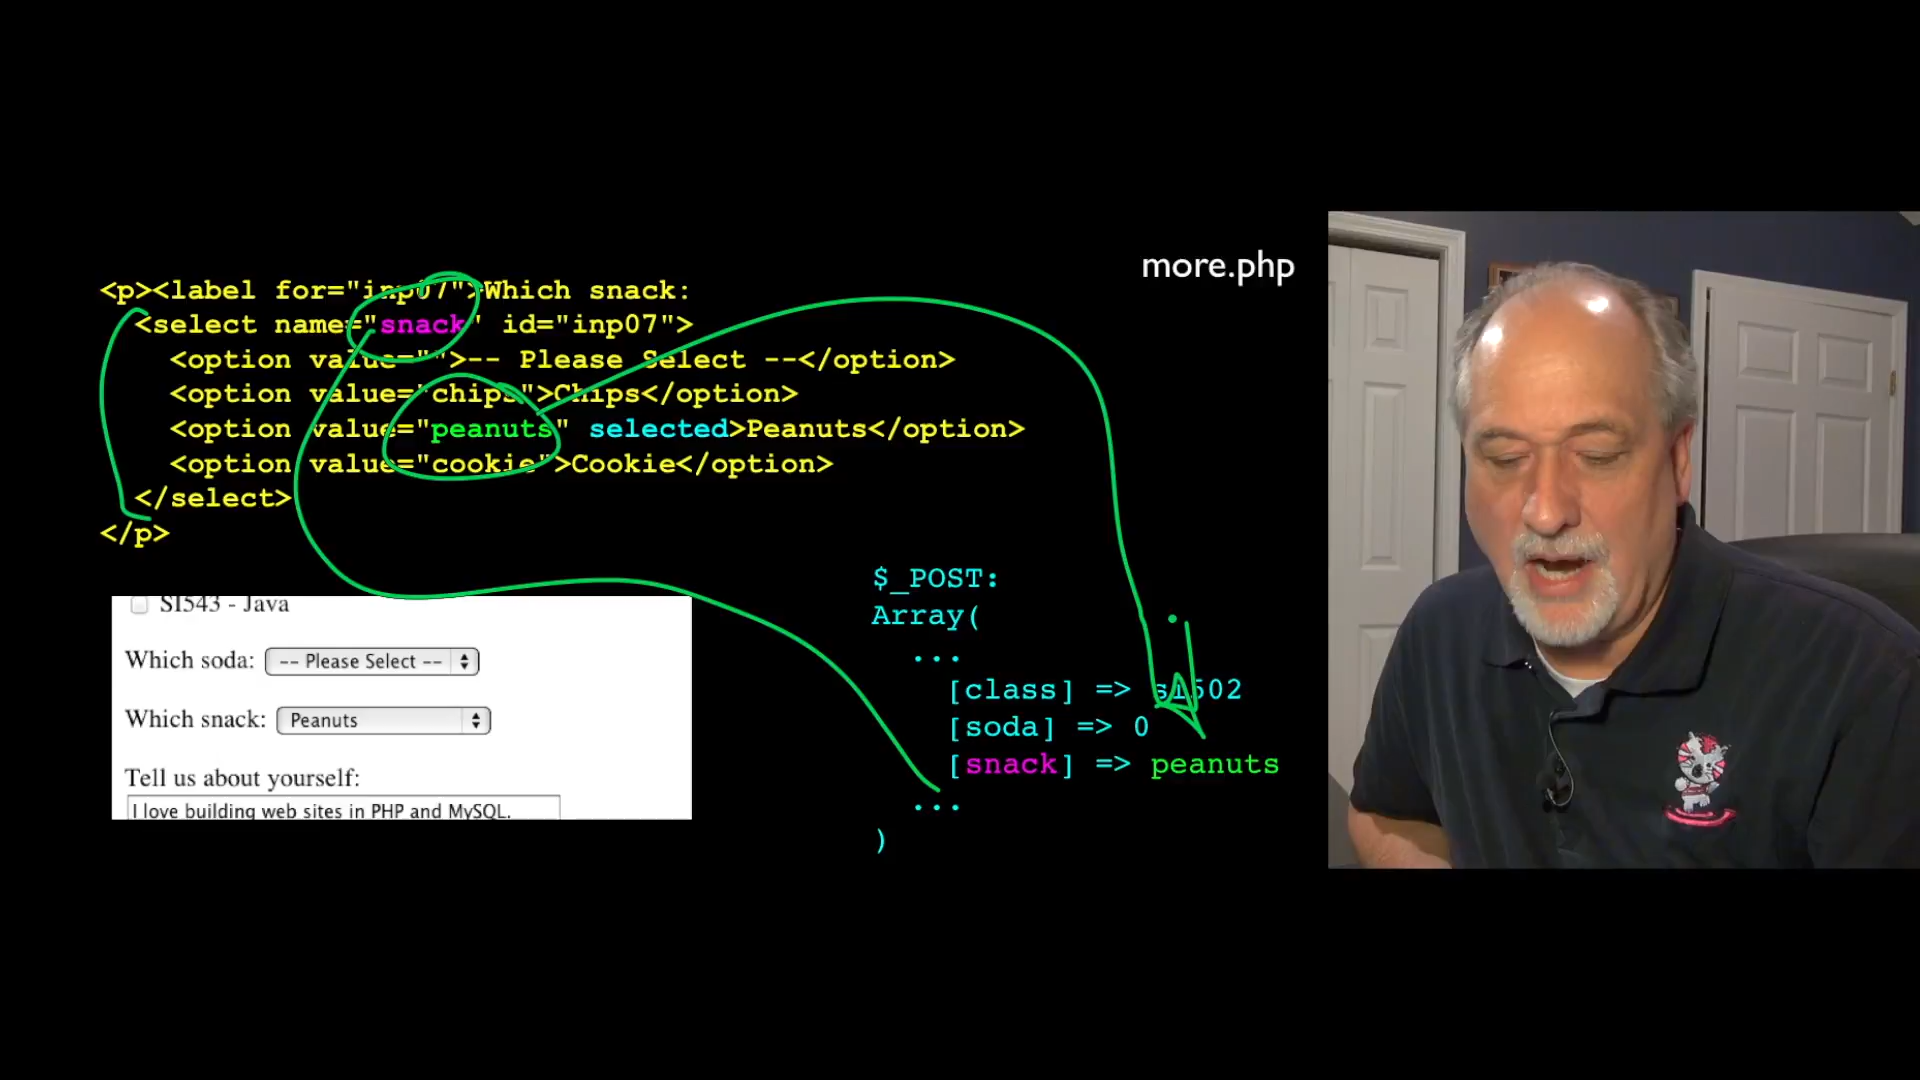 more.php
<p><label for="inp07">Which snack:
<select name="snack" id="inp07">
<option value="">-- Please Select --</option>
<option value="chips">Chips</option>
<option value="peanuts" selected>Peanuts</option>
<option value="cookie">Cookie</option>
</select>
</p>
SI543 - Java
Which soda: -- Please Select --
Which snack: Peanuts
Tell us about yourself:
I love building web sites in PHP and MySQL.
$_POST:
Array(
...
[class] => si502
[soda] => 0
[snack] => peanuts
...
)